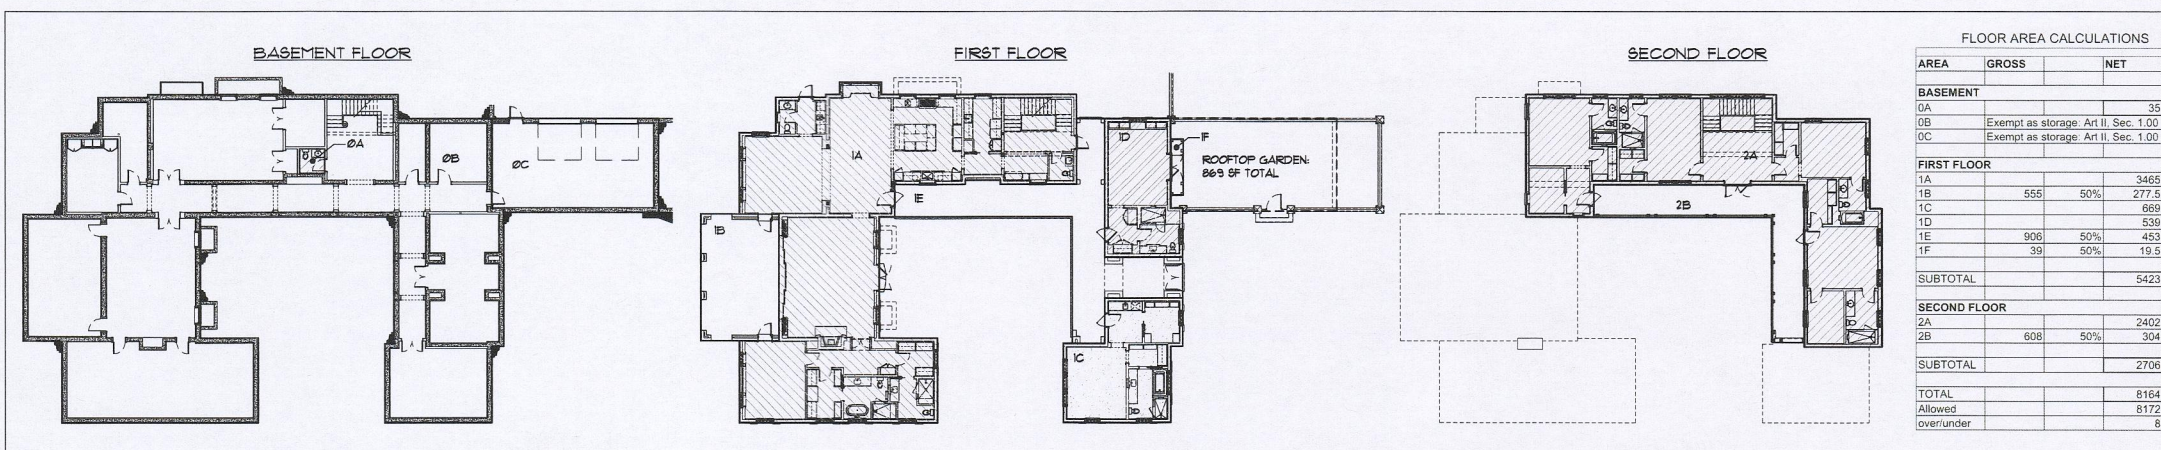 BASEMENT FLOOR
0A
0B
0C
FIRST FLOOR
1A
1B
1C
1D
1E
1F
ROOFTOP GARDEN:
869 SF TOTAL
SECOND FLOOR
2A
2B
FLOOR AREA CALCULATIONS
AREA GROSS NET
BASEMENT
0A 35
0B Exempt as storage: Art II, Sec. 1.00
0C Exempt as storage: Art II, Sec. 1.00
FIRST FLOOR
1A 3465
1B 555 50% 277.5
1C 669
1D 539
1E 906 50% 453
1F 39 50% 19.5
SUBTOTAL 5423
SECOND FLOOR
2A 2402
2B 608 50% 304
SUBTOTAL 2706
TOTAL 8164
Allowed 8172
over/under 8